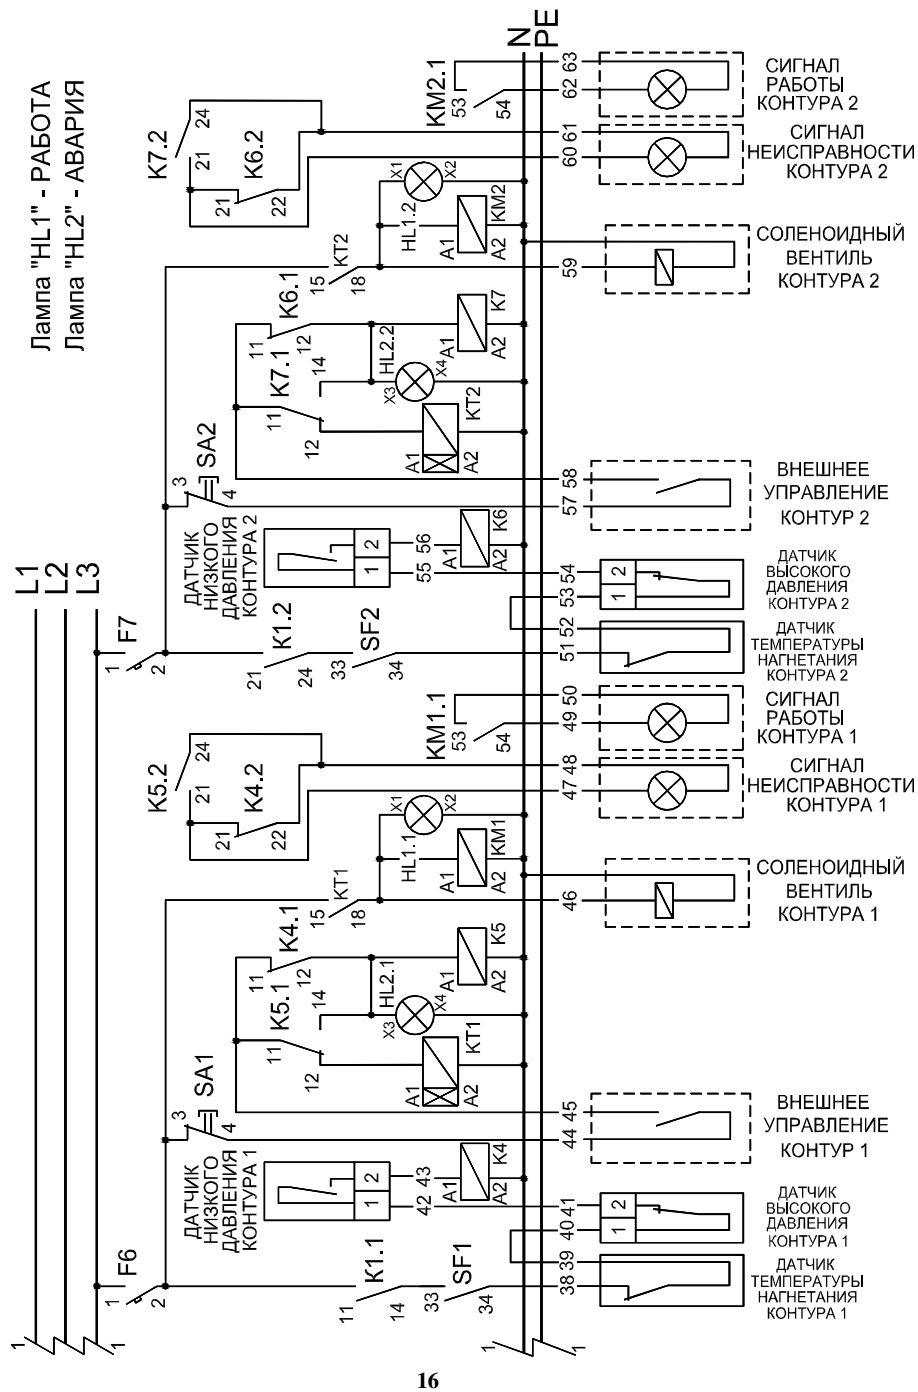 Лампа "HL1" - РАБОТА
Лампа "HL2" - АВАРИЯ
L1
L2
L3
N
PE
F7
1
2
K1.2
21
24
SF2
33
34
SA2
3
4
ДАТЧИК
НИЗКОГО
ДАВЛЕНИЯ
КОНТУРА 2
1
2
55
56
K6
A1
A2
K7.1
11
12
14
K6.1
11
12
HL2.2
X3
X4
KT2
A1
A2
K7
A1
A2
KT2
15
18
HL1.2
X1
X2
KM2
A1
A2
K7.2
21
24
K6.2
21
22
KM2.1
53
54
63
62
61
60
59
58
57
54
53
52
51
СИГНАЛ
РАБОТЫ
КОНТУРА 2
СИГНАЛ
НЕИСПРАВНОСТИ
КОНТУРА 2
СОЛЕНОИДНЫЙ
ВЕНТИЛЬ
КОНТУРА 2
ВНЕШНЕЕ
УПРАВЛЕНИЕ
КОНТУР 2
2
1
ДАТЧИК
ВЫСОКОГО
ДАВЛЕНИЯ
КОНТУРА 2
ДАТЧИК
ТЕМПЕРАТУРЫ
НАГНЕТАНИЯ
КОНТУРА 2
F6
1
2
K1.1
11
14
SF1
33
34
SA1
3
4
ДАТЧИК
НИЗКОГО
ДАВЛЕНИЯ
КОНТУРА 1
1
2
42
43
K4
A1
A2
K5.1
11
12
14
K4.1
11
12
HL2.1
X3
X4
KT1
A1
A2
K5
A1
A2
KT1
15
18
HL1.1
X1
X2
KM1
A1
A2
K5.2
21
24
K4.2
21
22
KM1.1
53
54
50
49
48
47
46
45
44
41
40
39
38
СИГНАЛ
РАБОТЫ
КОНТУРА 1
СИГНАЛ
НЕИСПРАВНОСТИ
КОНТУРА 1
СОЛЕНОИДНЫЙ
ВЕНТИЛЬ
КОНТУРА 1
ВНЕШНЕЕ
УПРАВЛЕНИЕ
КОНТУР 1
2
1
ДАТЧИК
ВЫСОКОГО
ДАВЛЕНИЯ
КОНТУРА 1
ДАТЧИК
ТЕМПЕРАТУРЫ
НАГНЕТАНИЯ
КОНТУРА 1
1
1
1
1
16